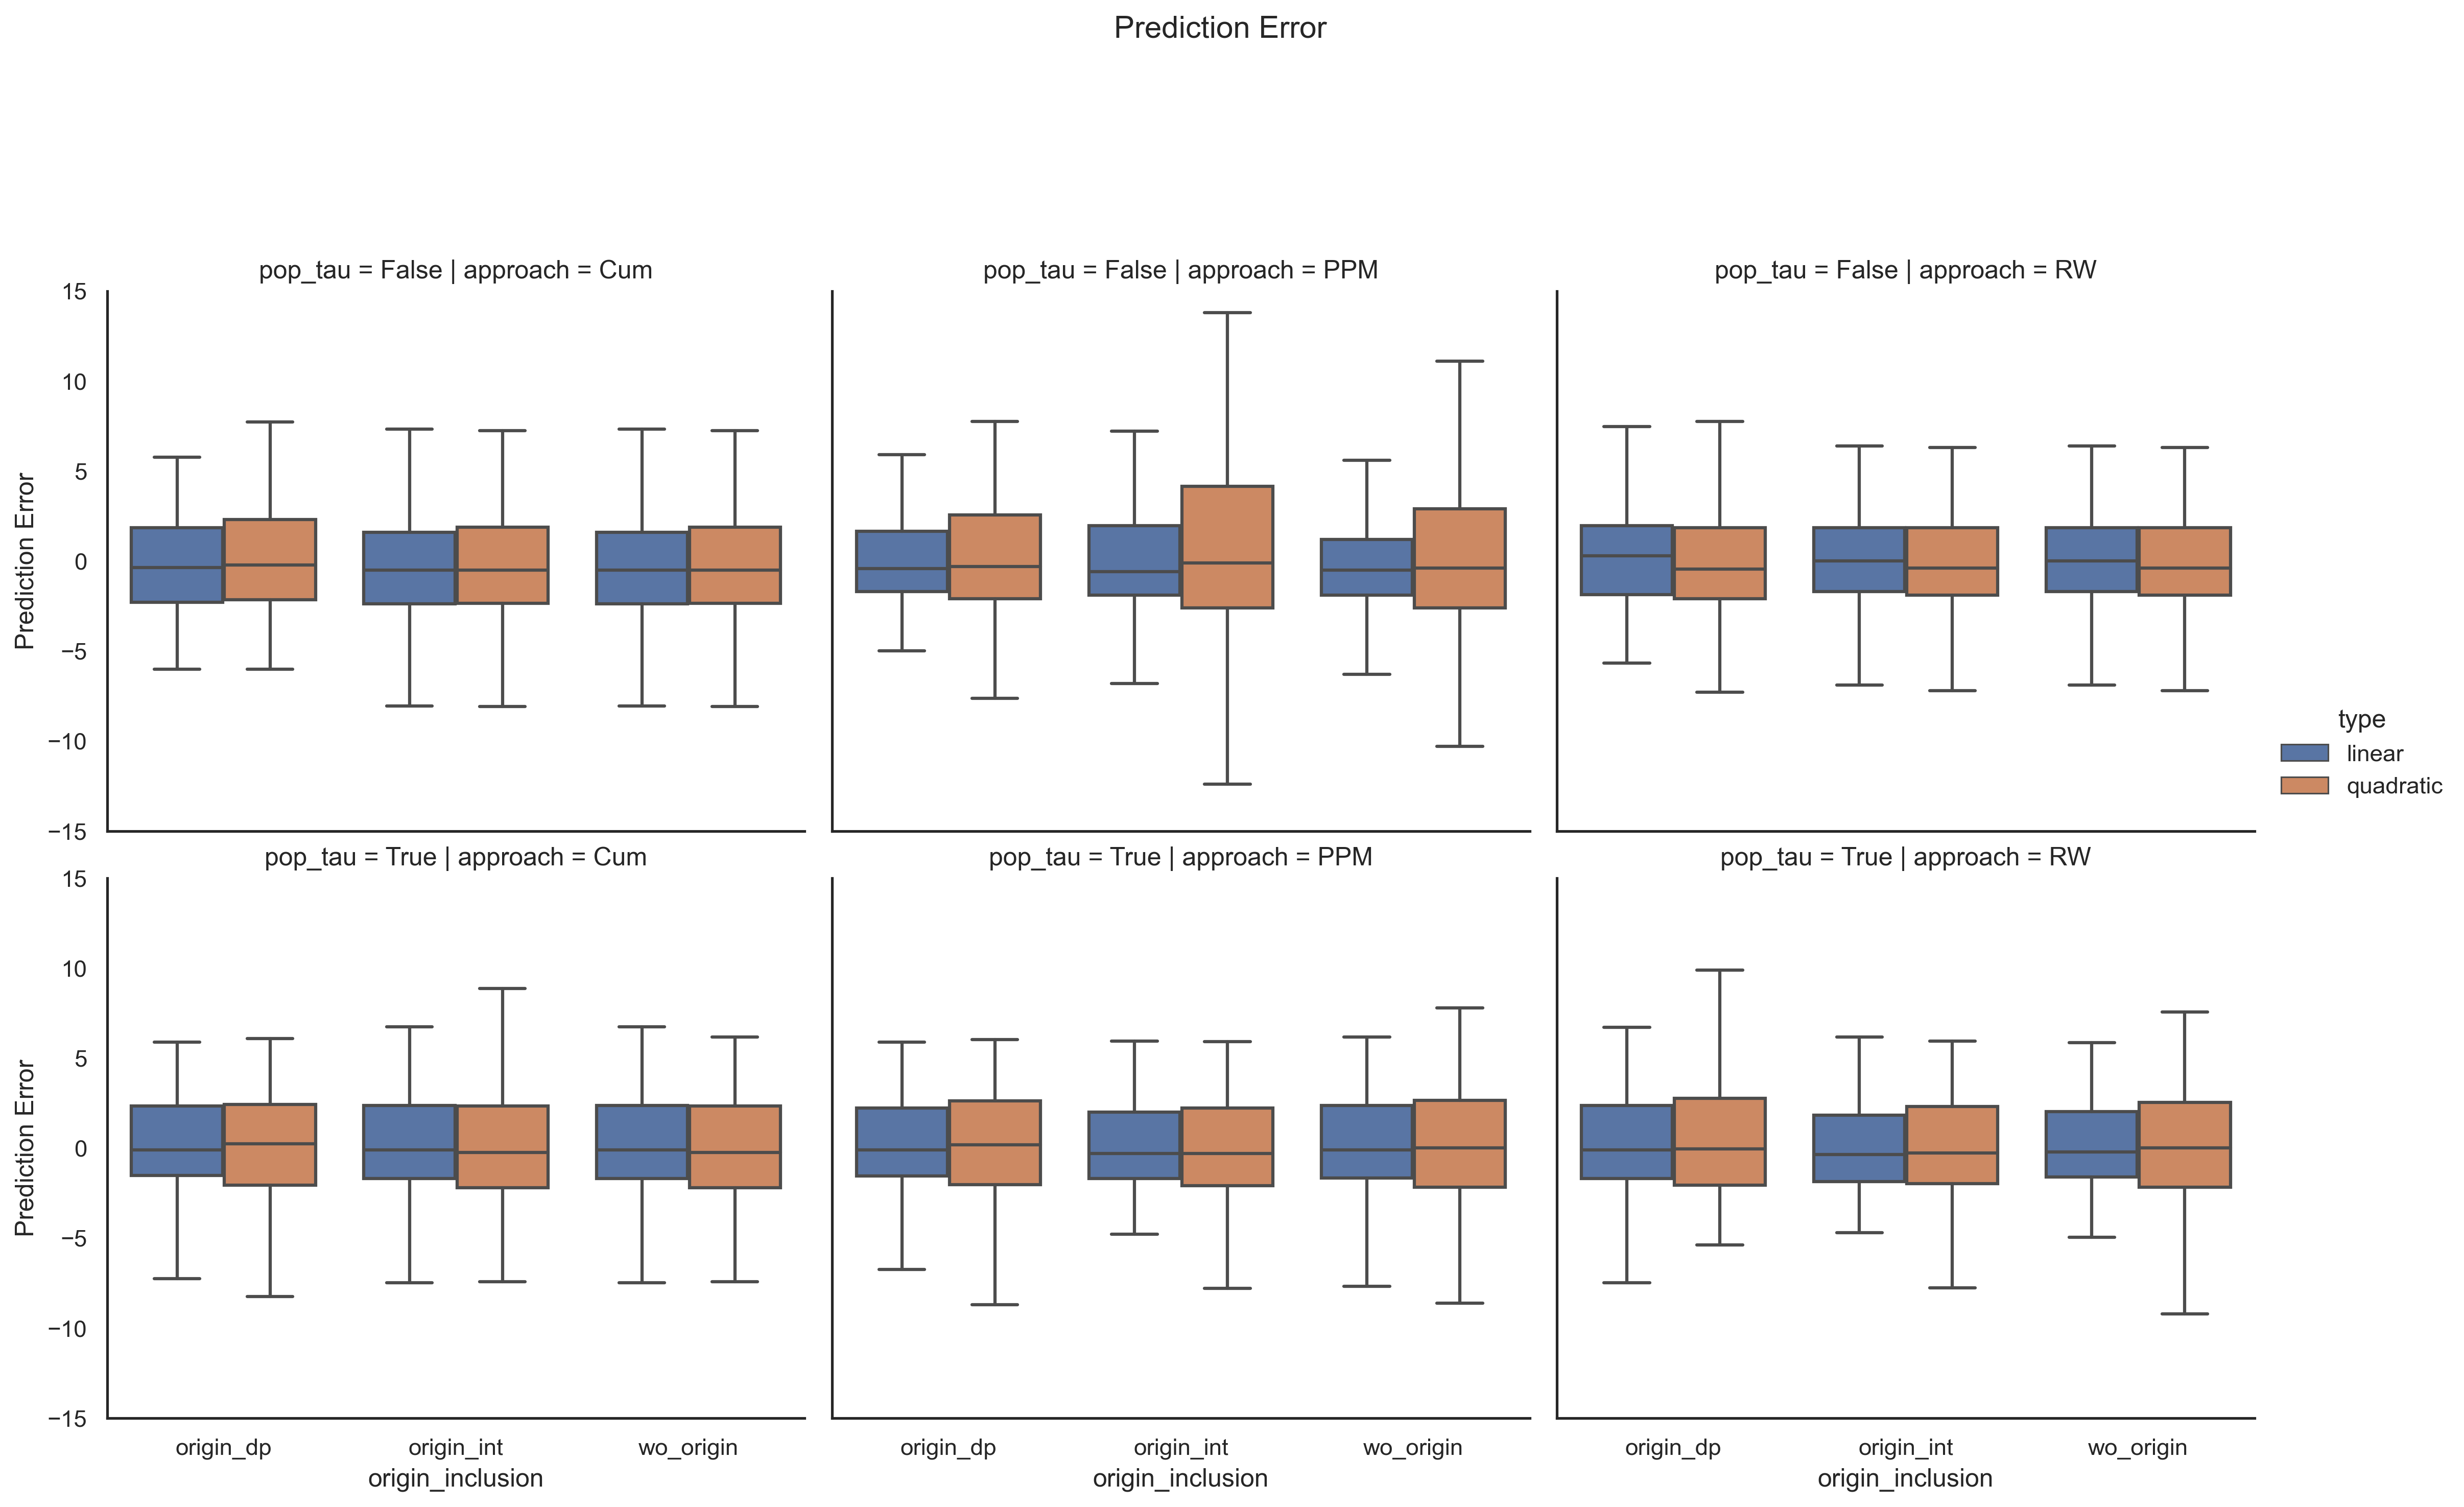 Prediction Error
pop_tau = False | approach = Cum
pop_tau = False | approach = PPM
pop_tau = False | approach = RW
15
10
5
0
−5
−10
−15
Prediction Error
type
linear
quadratic
pop_tau = True | approach = Cum
pop_tau = True | approach = PPM
pop_tau = True | approach = RW
15
10
5
0
−5
−10
−15
Prediction Error
origin_dp origin_int wo_origin
origin_inclusion
origin_dp origin_int wo_origin
origin_inclusion
origin_dp origin_int wo_origin
origin_inclusion